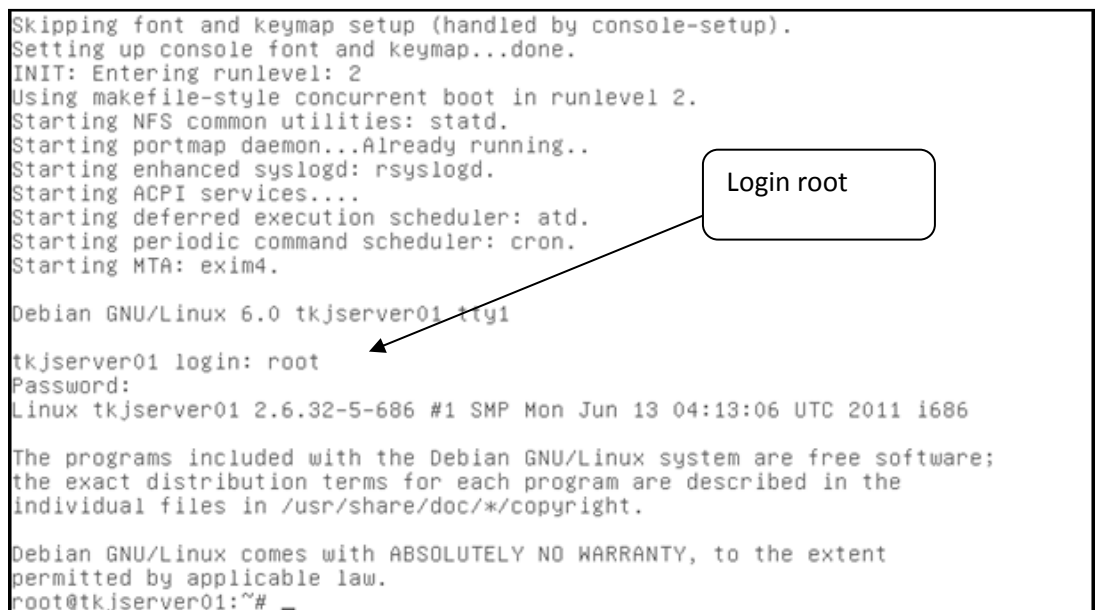 Skipping font and keymap setup (handled by console-setup).
Setting up console font and keymap...done.
INIT: Entering runlevel: 2
Using makefile-style concurrent boot in runlevel 2.
Starting NFS common utilities: statd.
Starting portmap daemon...Already running..
Starting enhanced syslogd: rsyslogd.
Starting ACPI services....
Starting deferred execution scheduler: atd.
Starting periodic command scheduler: cron.
Starting MTA: exim4.
Login root
Debian GNU/Linux 6.0 tkjserver01 tty1
tkjserver01 login: root
Password:
Linux tkjserver01 2.6.32-5-686 #1 SMP Mon Jun 13 04:13:06 UTC 2011 i686
The programs included with the Debian GNU/Linux system are free software;
the exact distribution terms for each program are described in the
individual files in /usr/share/doc/*/copyright.
Debian GNU/Linux comes with ABSOLUTELY NO WARRANTY, to the extent
permitted by applicable law.
root@tkjserver01:~# _